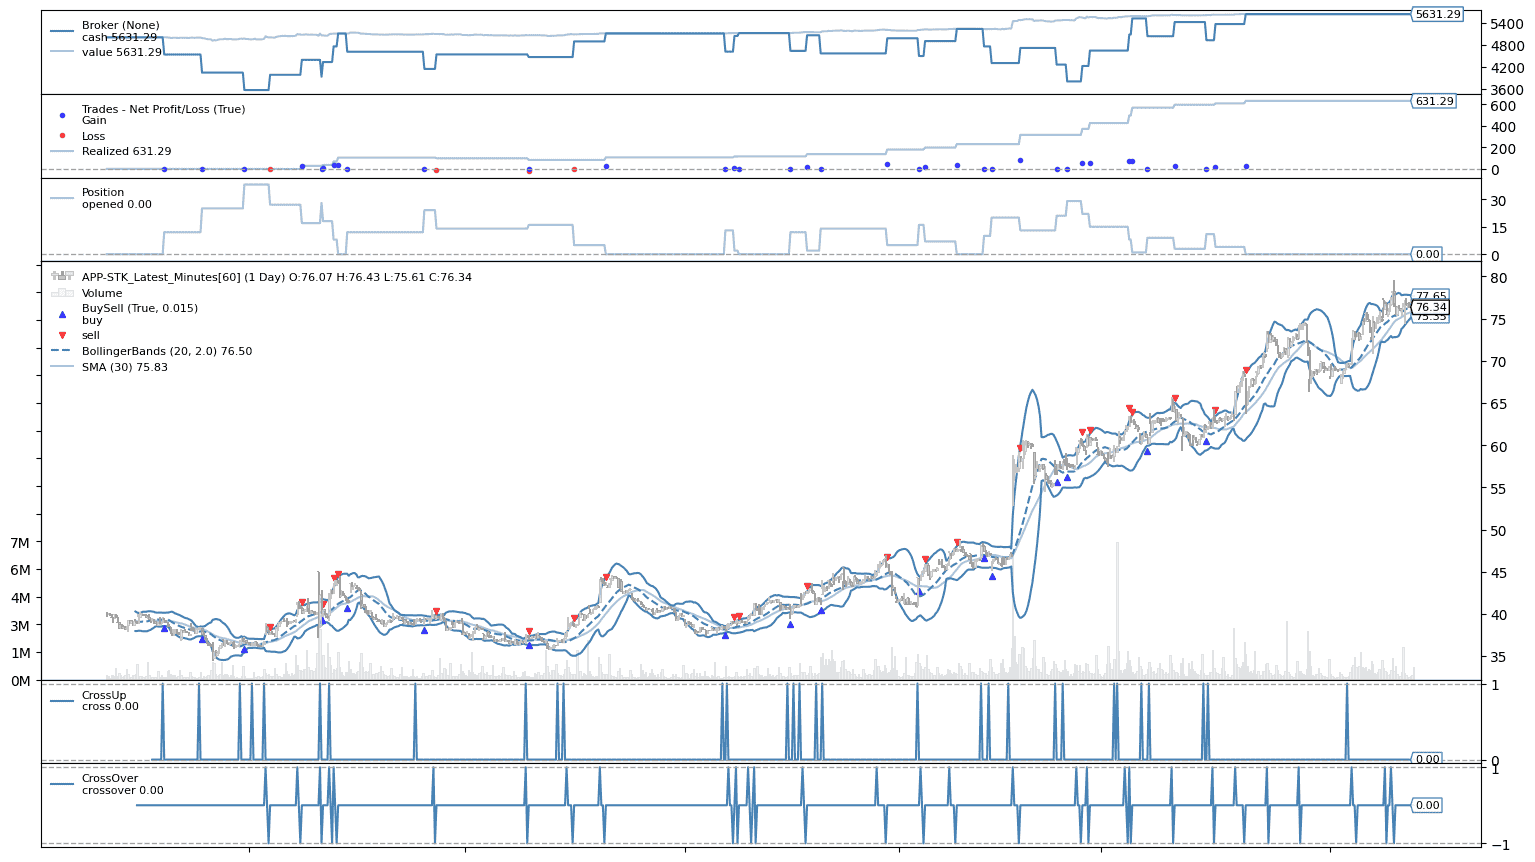 Broker (None)
cash 5631.29
value 5631.29
5631.29
5400
4800
4200
3600
Trades - Net Profit/Loss (True)
Gain
Loss
Realized 631.29
631.29
600
400
200
0
Position
opened 0.00
30
15
0.00
0
APP-STK_Latest_Minutes[60] (1 Day) O:76.07 H:76.43 L:75.61 C:76.34
Volume
BuySell (True, 0.015)
buy
sell
BollingerBands (20, 2.0) 76.50
SMA (30) 75.83
80
77.65
76.34
75.35
75
70
65
60
55
50
45
40
35
7M
6M
4M
3M
1M
0M
CrossUp
cross 0.00
1
0.00
0
CrossOver
crossover 0.00
1
0.00
−1